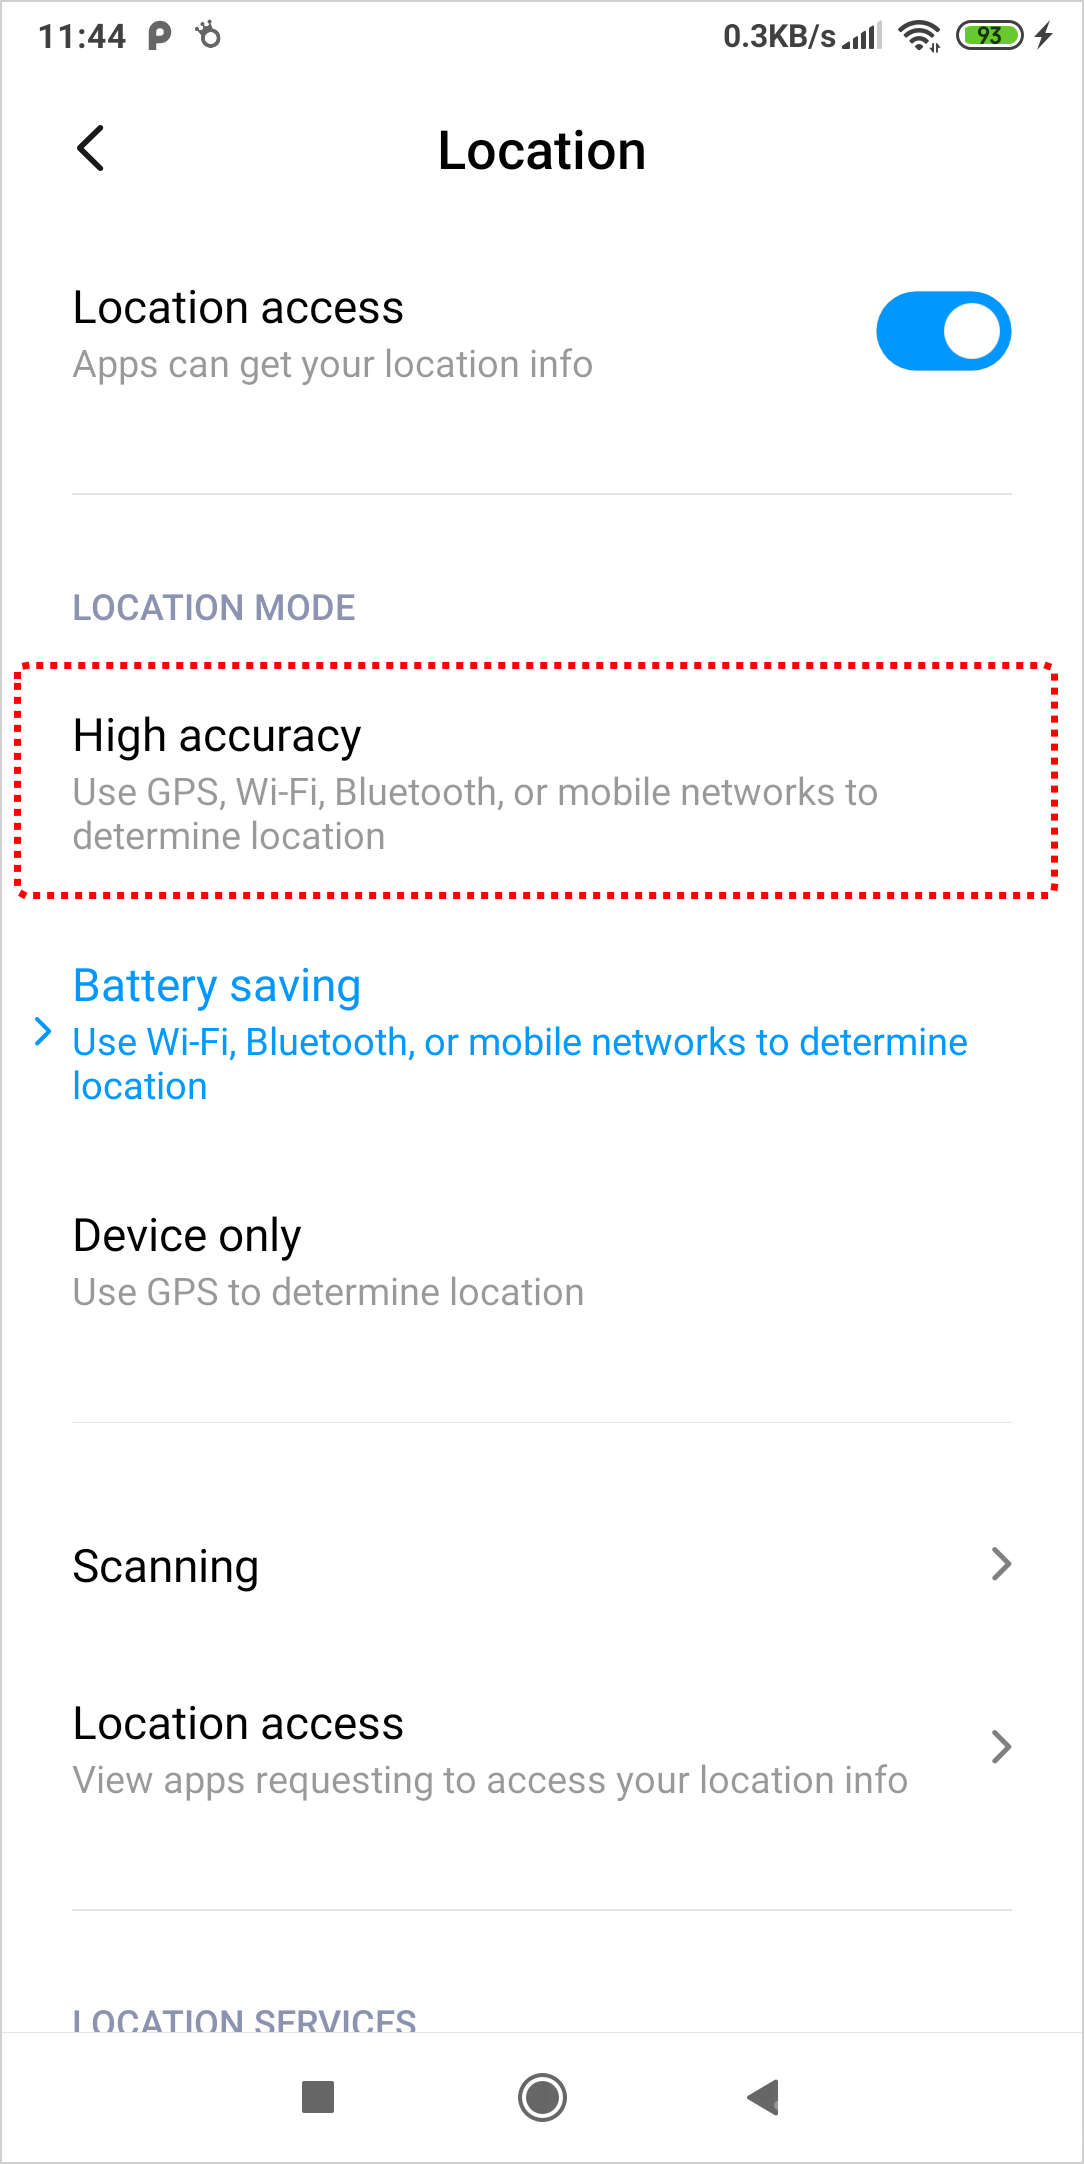 11:44
0.3KB/s
93
Location
Location access
Apps can get your location info
LOCATION MODE
High accuracy
Use GPS, Wi-Fi, Bluetooth, or mobile networks to
determine location
Battery saving
Use Wi-Fi, Bluetooth, or mobile networks to determine
location
Device only
Use GPS to determine location
Scanning
Location access
View apps requesting to access your location info
LOCATION SERVICES